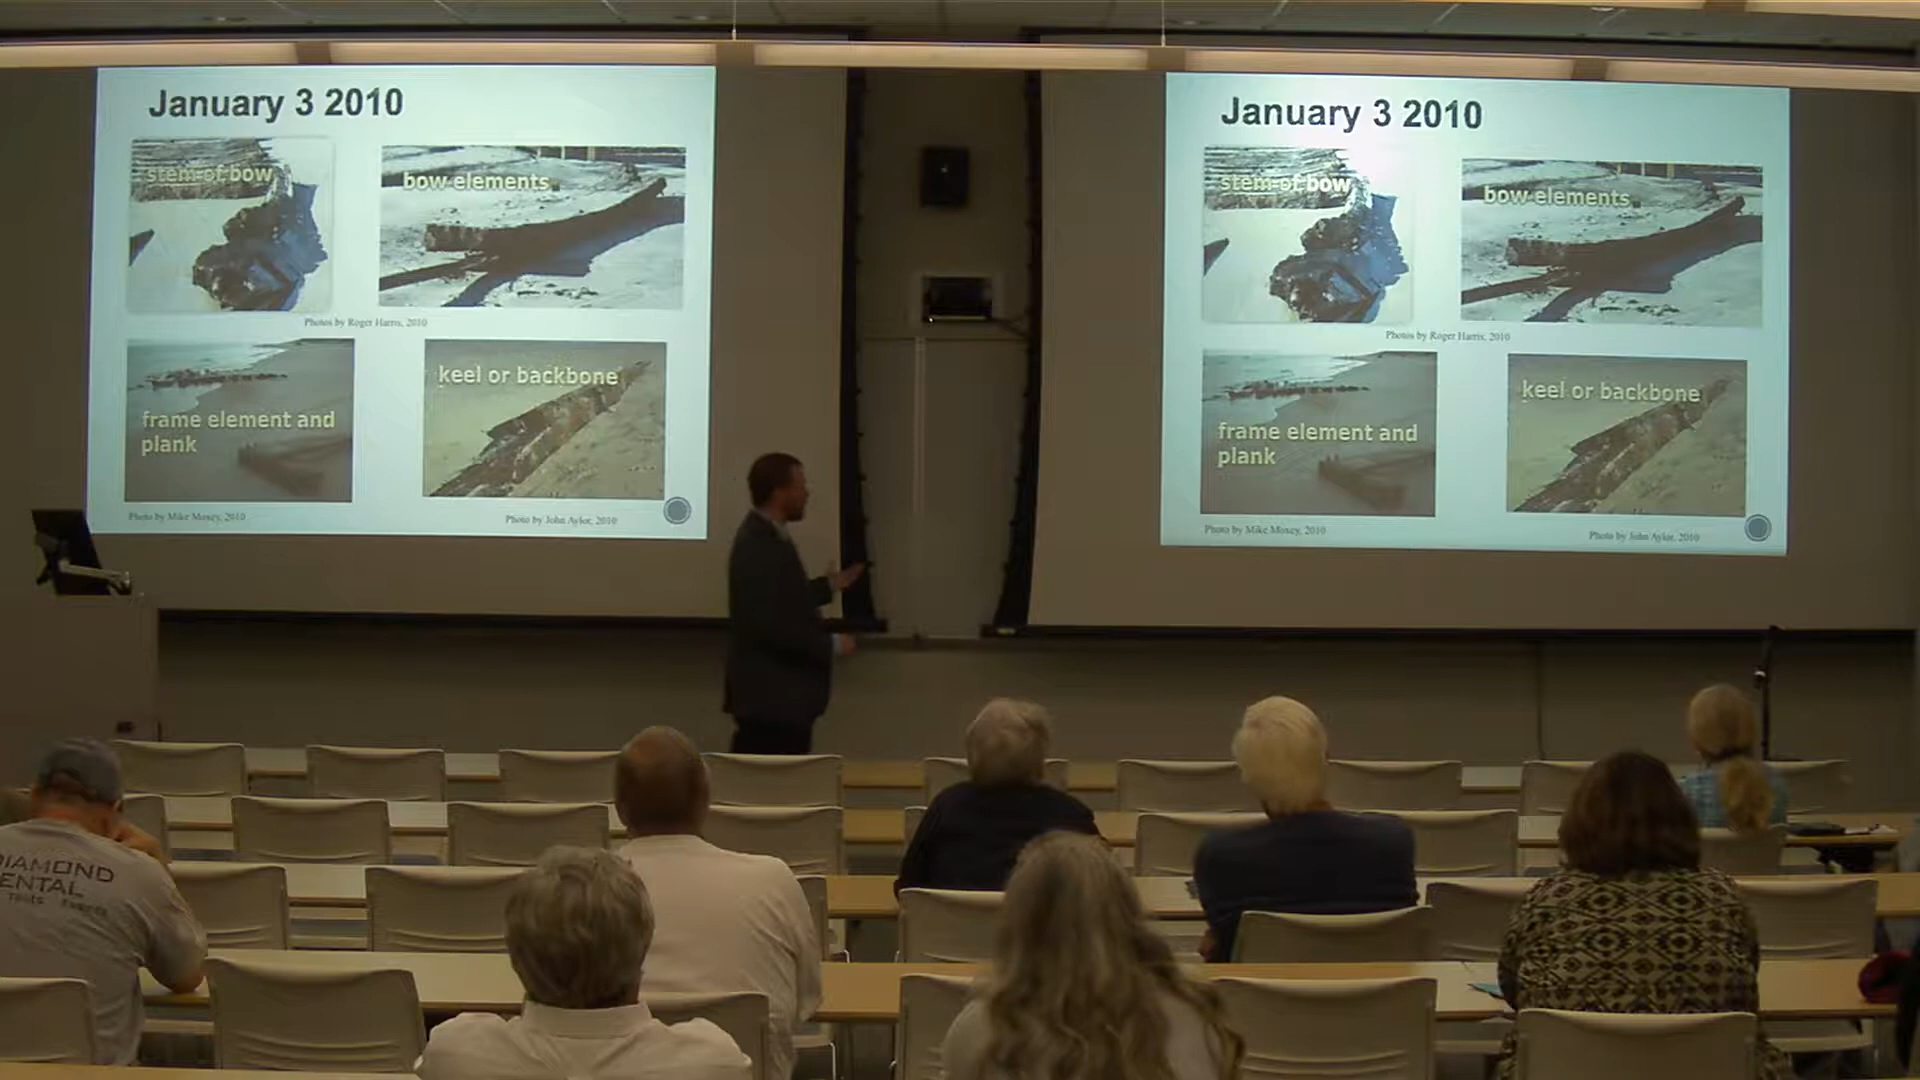 January 3 2010
stem of bow
bow elements
Photos by Roger Harris, 2010
frame element and
plank
keel or backbone
Photo by Mike Moxey, 2010
Photo by John Aylor, 2010
January 3 2010
stem of bow
bow elements
Photos by Roger Harris, 2010
frame element and
plank
keel or backbone
Photo by Mike Moxey, 2010
Photo by John Aylor, 2010
DIAMOND
ENTAL
Tents Events